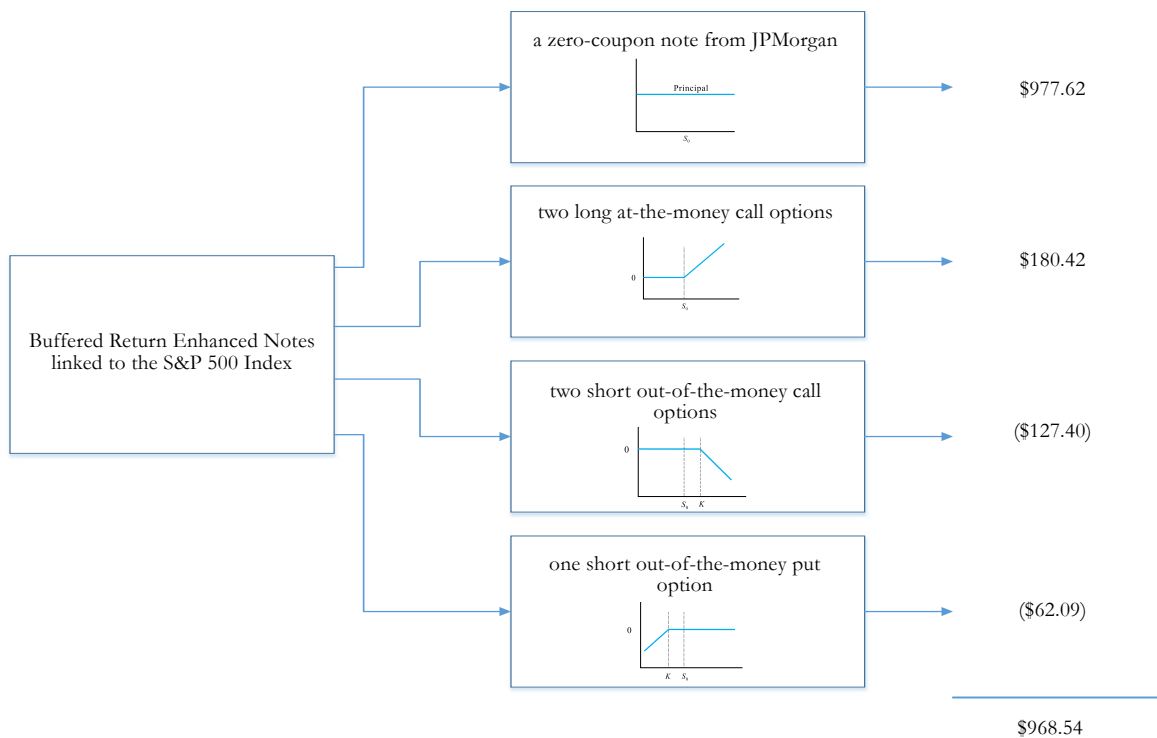 a zero-coupon note from JPMorgan
Principal
S₀
$977.62
two long at-the-money call options
0
S₀
$180.42
Buffered Return Enhanced Notes
linked to the S&P 500 Index
two short out-of-the-money call
options
0
S₀ K
($127.40)
one short out-of-the-money put
option
0
K S₀
($62.09)
$968.54